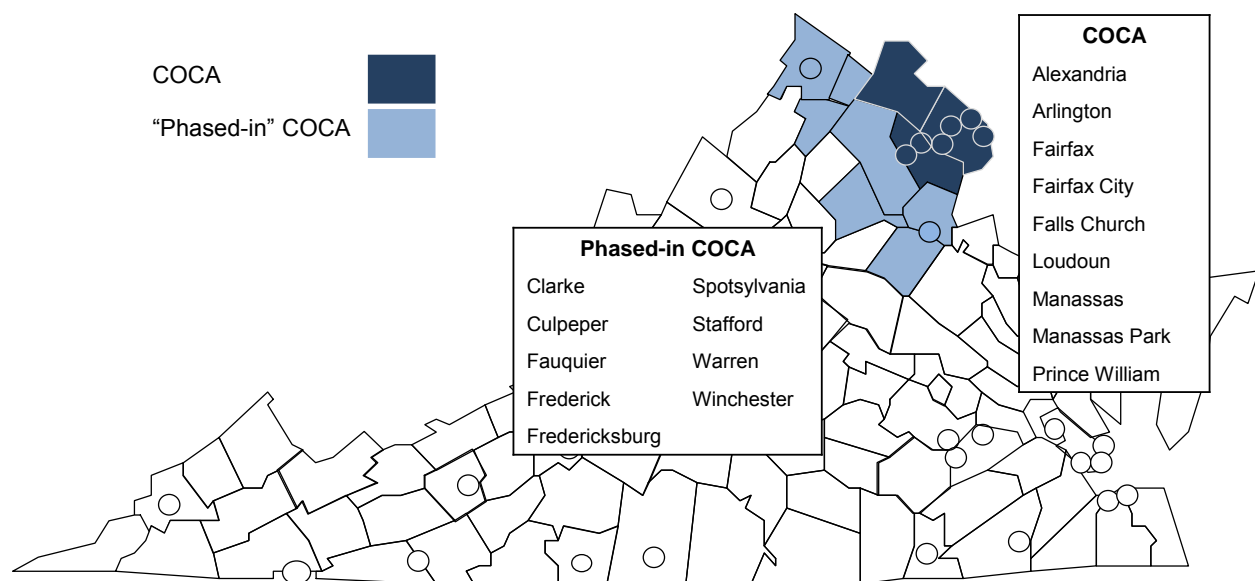 COCA
“Phased-in” COCA
Phased-in COCA
Clarke
Culpeper
Fauquier
Frederick
Fredericksburg
Spotsylvania
Stafford
Warren
Winchester
COCA
Alexandria
Arlington
Fairfax
Fairfax City
Falls Church
Loudoun
Manassas
Manassas Park
Prince William